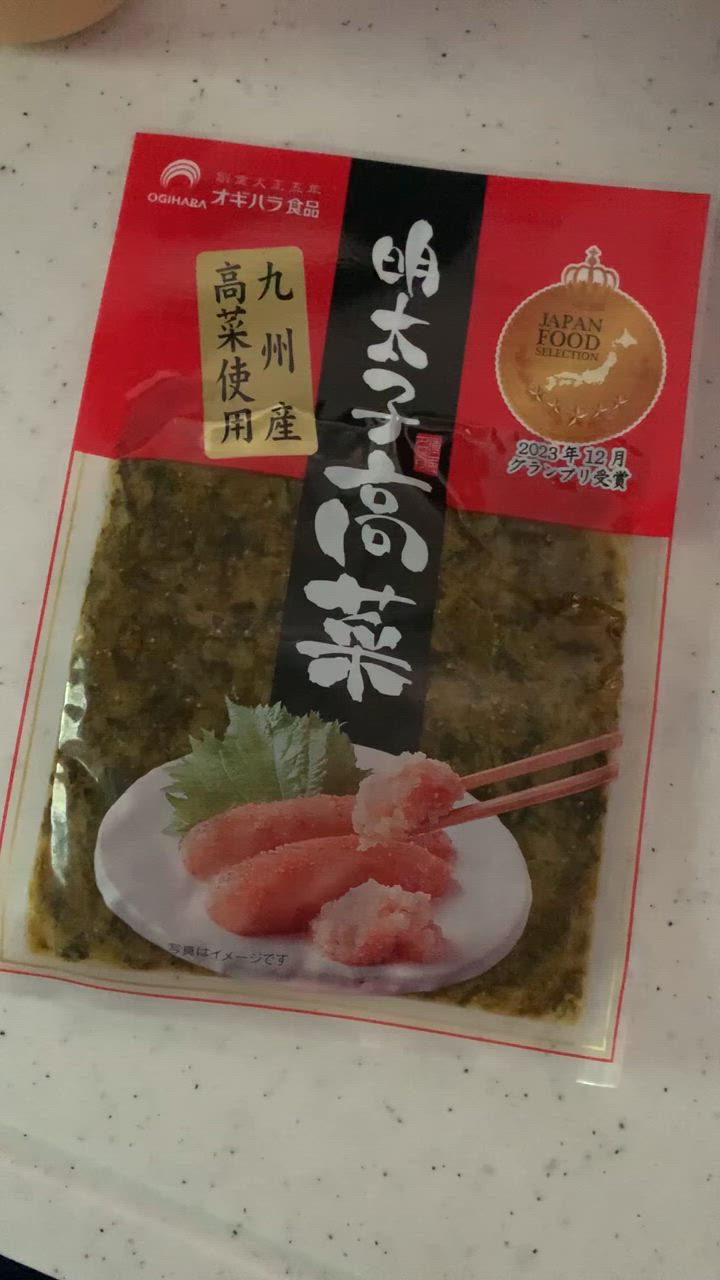 創業大正五年
OGIHARA オギハラ食品
九州産
高菜使用
明太子高菜
JAPAN
FOOD
SELECTION
2023年12月
グランプリ受賞
写真はイメージです